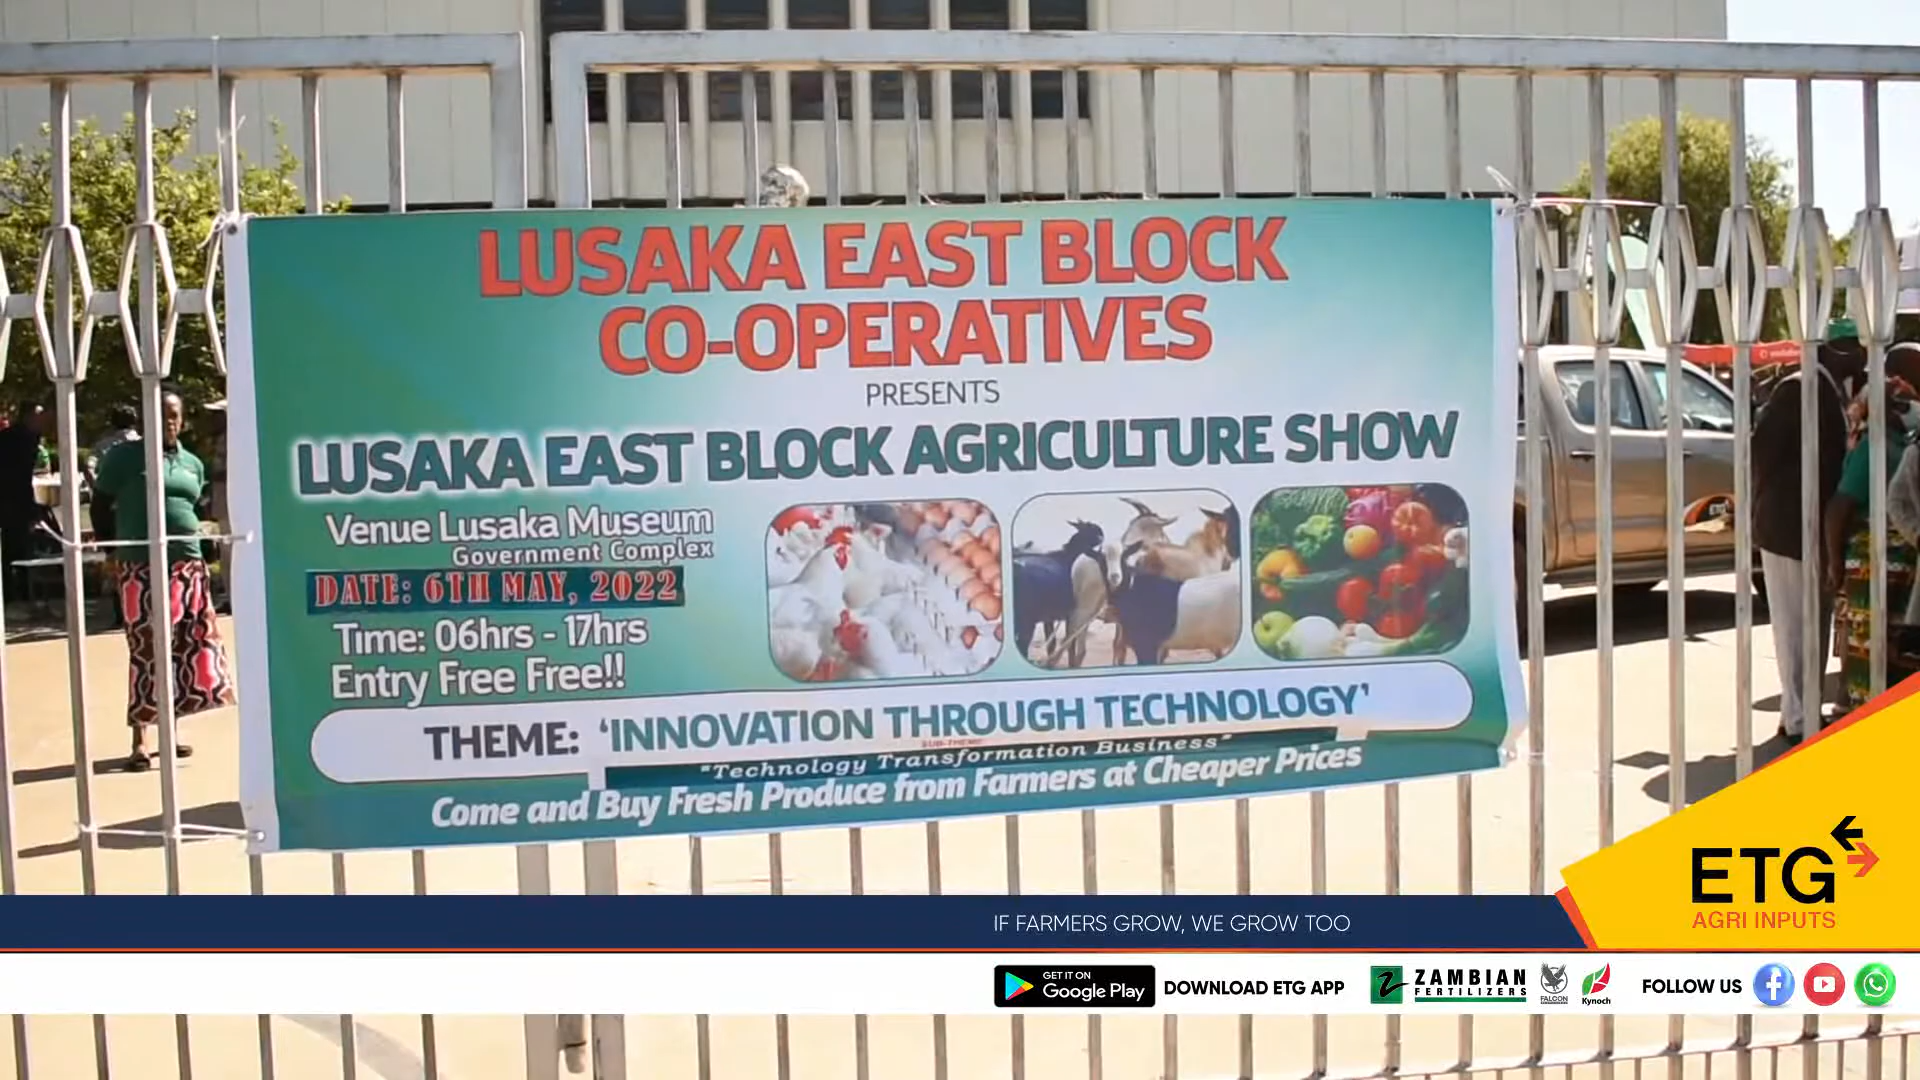 LUSAKA EAST BLOCK
CO-OPERATIVES
PRESENTS
LUSAKA EAST BLOCK AGRICULTURE SHOW
Venue Lusaka Museum
Government Complex
DATE: 6TH MAY, 2022
Time: 06hrs - 17hrs
Entry Free Free!!
THEME: 'INNOVATION THROUGH TECHNOLOGY'
SUB-THEME
"Technology Transformation Business"
Come and Buy Fresh Produce from Farmers at Cheaper Prices
ETG
AGRI INPUTS
IF FARMERS GROW, WE GROW TOO
GET IT ON
Google Play
DOWNLOAD ETG APP
ZAMBIAN
FERTILIZERS
FALCON
Kynoch
FOLLOW US